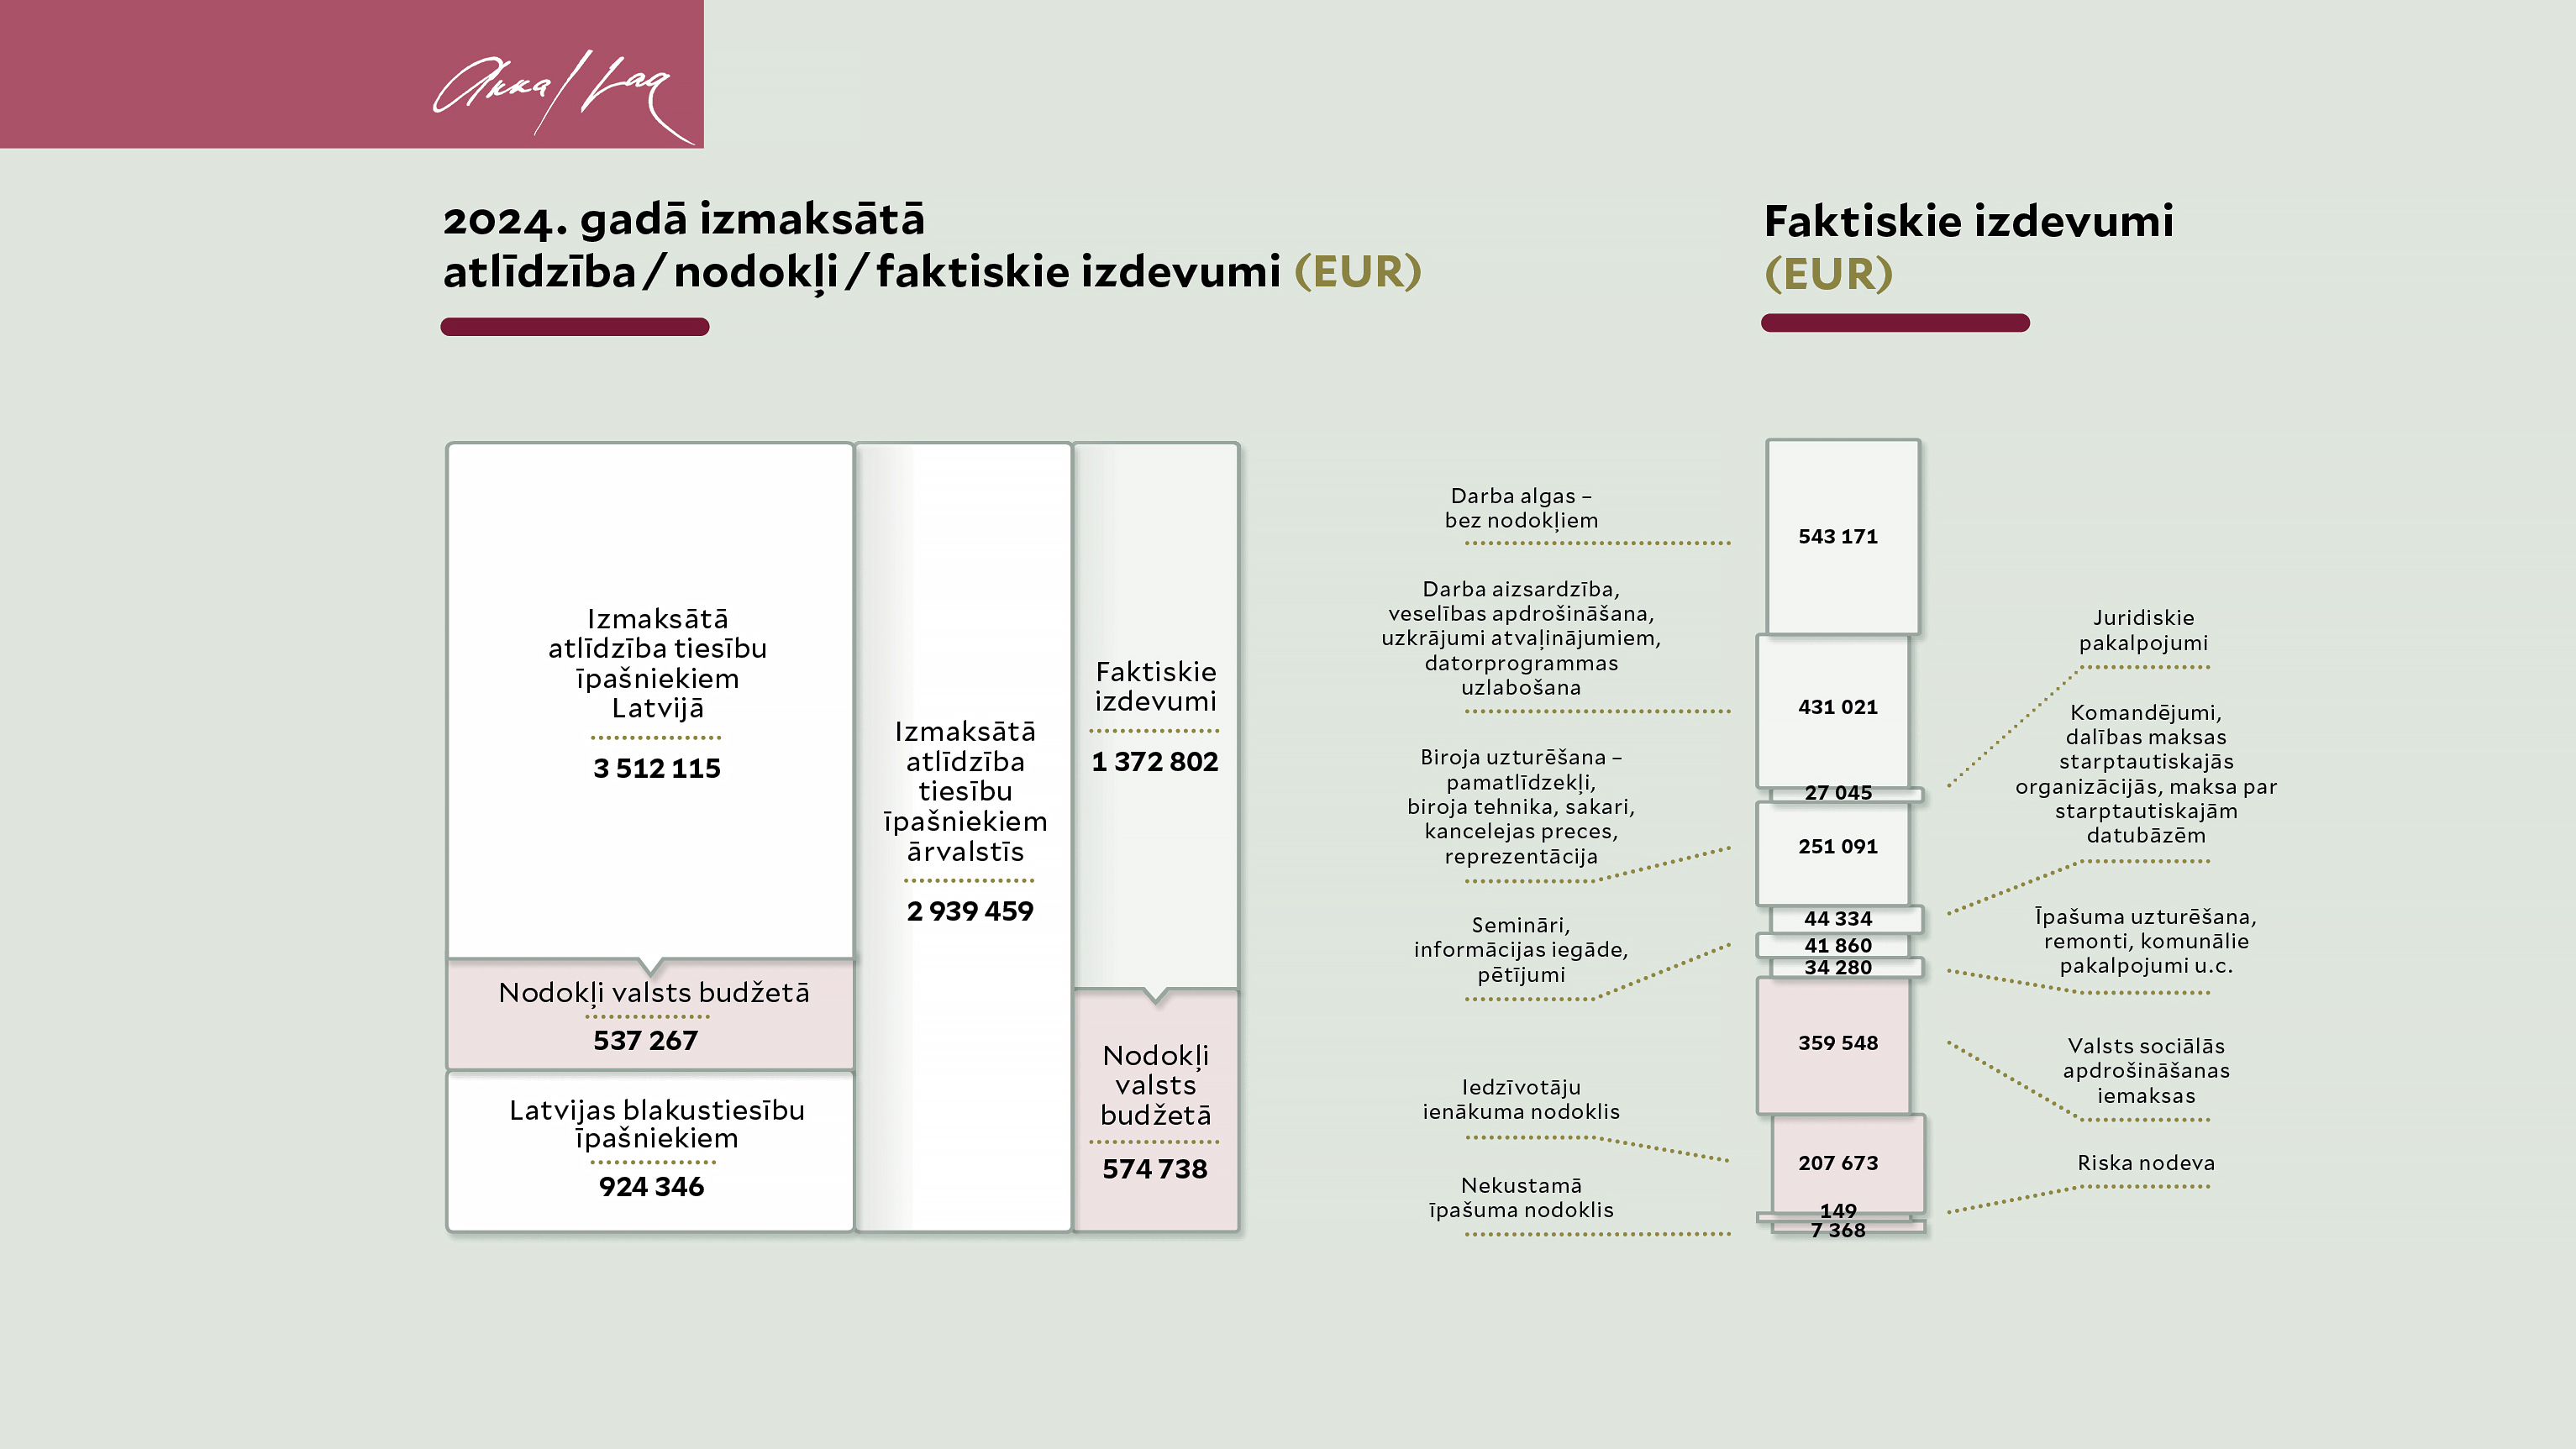 2024. gadā izmaksātā
atlīdzība / nodokļi / faktiskie izdevumi (EUR)
Izmaksātā
atlīdzība tiesību
īpašniekiem
Latvijā
3 512 115
Nodokļi valsts budžetā
537 267
Latvijas blakustiesību
īpašniekiem
924 346
Izmaksātā
atlīdzība
tiesību
īpašniekiem
ārvalstīs
2 939 459
Faktiskie
izdevumi
1 372 802
Nodokļi
valsts
budžetā
574 738
Faktiskie izdevumi
(EUR)
Darba algas –
bez nodokļiem
Darba aizsardzība,
veselības apdrošināšana,
uzkrājumi atvaļinājumiem,
datorprogrammas
uzlabošana
Biroja uzturēšana –
pamatlīdzekļi,
biroja tehnika, sakari,
kancelejas preces,
reprezentācija
Semināri,
informācijas iegāde,
pētījumi
Iedzīvotāju
ienākuma nodoklis
Nekustamā
īpašuma nodoklis
543 171
431 021
27 045
251 091
44 334
41 860
34 280
359 548
207 673
149
7 368
Juridiskie
pakalpojumi
Komandējumi,
dalības maksas
starptautiskajās
organizācijās, maksa par
starptautiskajām
datubāzēm
Īpašuma uzturēšana,
remonti, komunālie
pakalpojumi u.c.
Valsts sociālās
apdrošināšanas
iemaksas
Riska nodeva